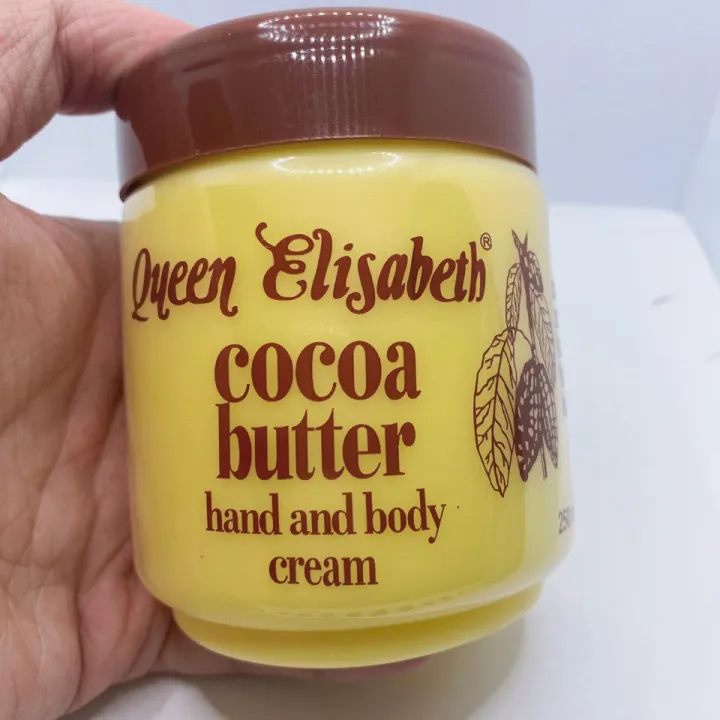 Queen Elisabeth®
cocoa
butter
hand and body
cream